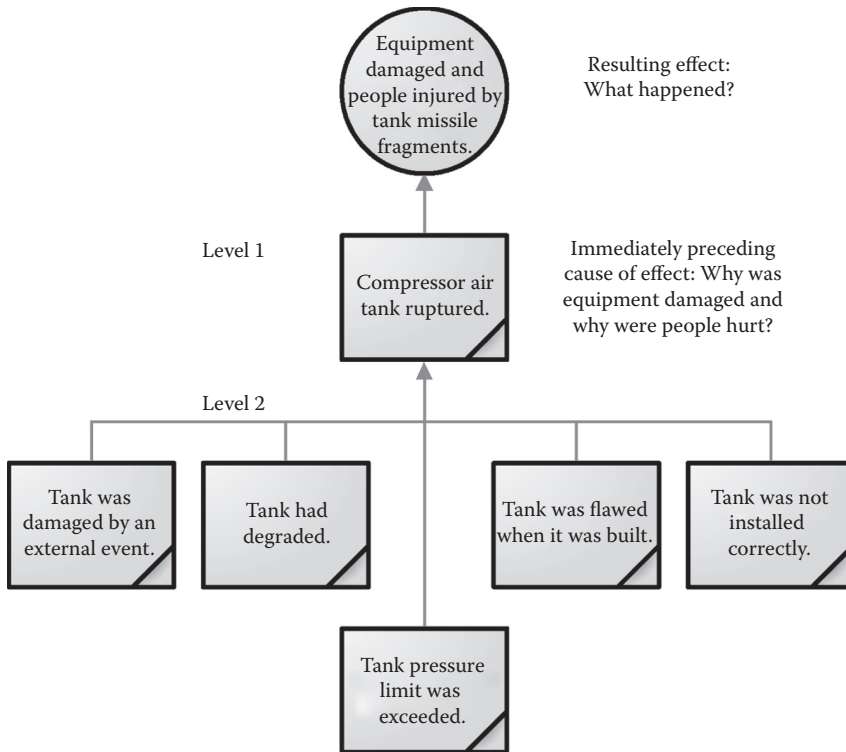 Equipment
damaged and
people injured by
tank missile
fragments.
Resulting effect:
What happened?
Level 1
Compressor air
tank ruptured.
Immediately preceding
cause of effect: Why was
equipment damaged and
why were people hurt?
Level 2
Tank was
damaged by an
external event.
Tank had
degraded.
Tank was flawed
when it was built.
Tank was not
installed
correctly.
Tank pressure
limit was
exceeded.